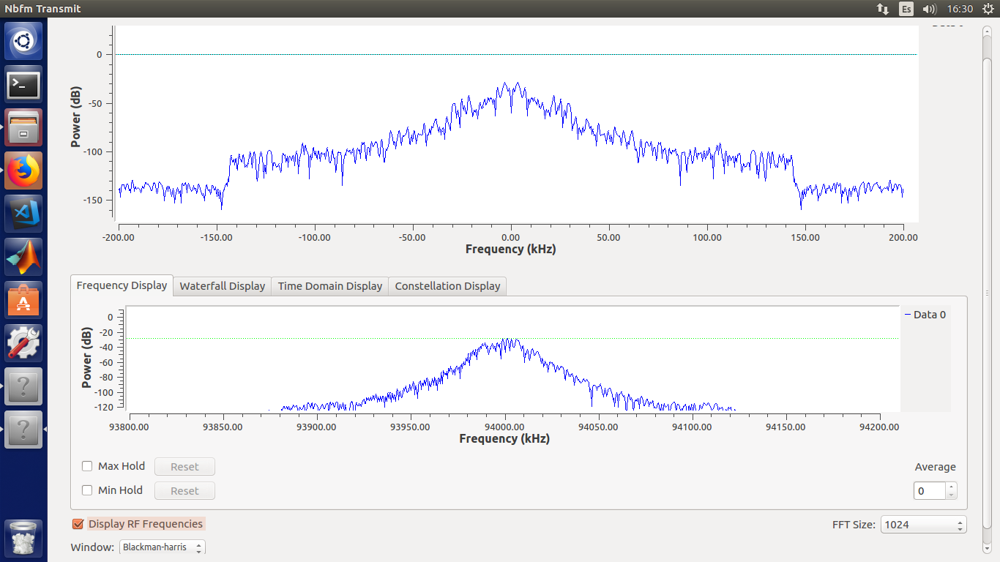 Nbfm Transmit
Es
16:30
0
-50
-100
-150
Power (dB)
-200.00 -150.00 -100.00 -50.00 0.00 50.00 100.00 150.00 200.00
Frequency (kHz)
Frequency Display Waterfall Display Time Domain Display Constellation Display
0
-20
-40
-60
-80
-100
-120
Power (dB)
Data 0
93800.00 93850.00 93900.00 93950.00 94000.00 94050.00 94100.00 94150.00 94200.00
Frequency (kHz)
Max Hold Reset
Average
Min Hold Reset
0
Display RF Frequencies
FFT Size: 1024
Window: Blackman-harris